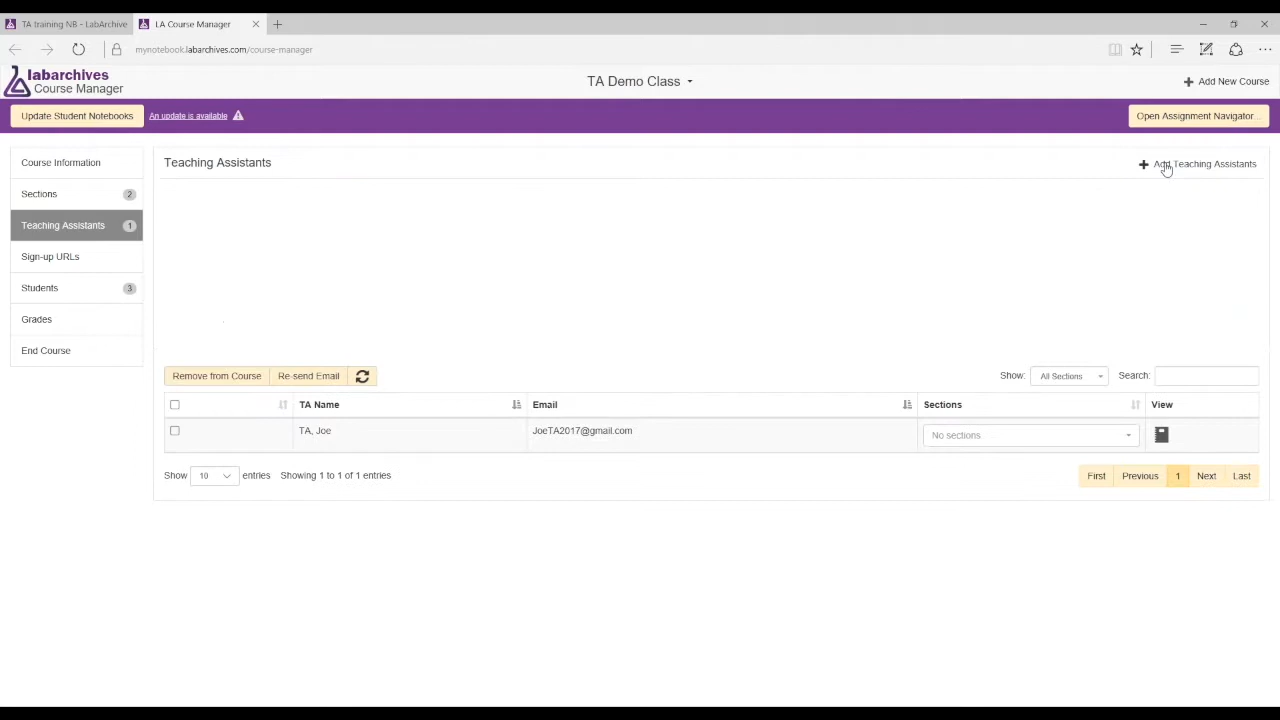 TA training NB - LabArchive
LA Course Manager
mynotebook.labarchives.com/course-manager
labarchives
Course Manager
TA Demo Class
Add New Course
Update Student Notebooks
An update is available
Open Assignment Navigator...
Course Information
Sections 2
Teaching Assistants 1
Sign-up URLs
Students 3
Grades
End Course
Teaching Assistants
Add Teaching Assistants
Remove from Course
Re-send Email
Show: All Sections
Search:
TA Name
Email
Sections
View
TA, Joe
JoeTA2017@gmail.com
No sections
Show 10 entries
Showing 1 to 1 of 1 entries
First Previous 1 Next Last